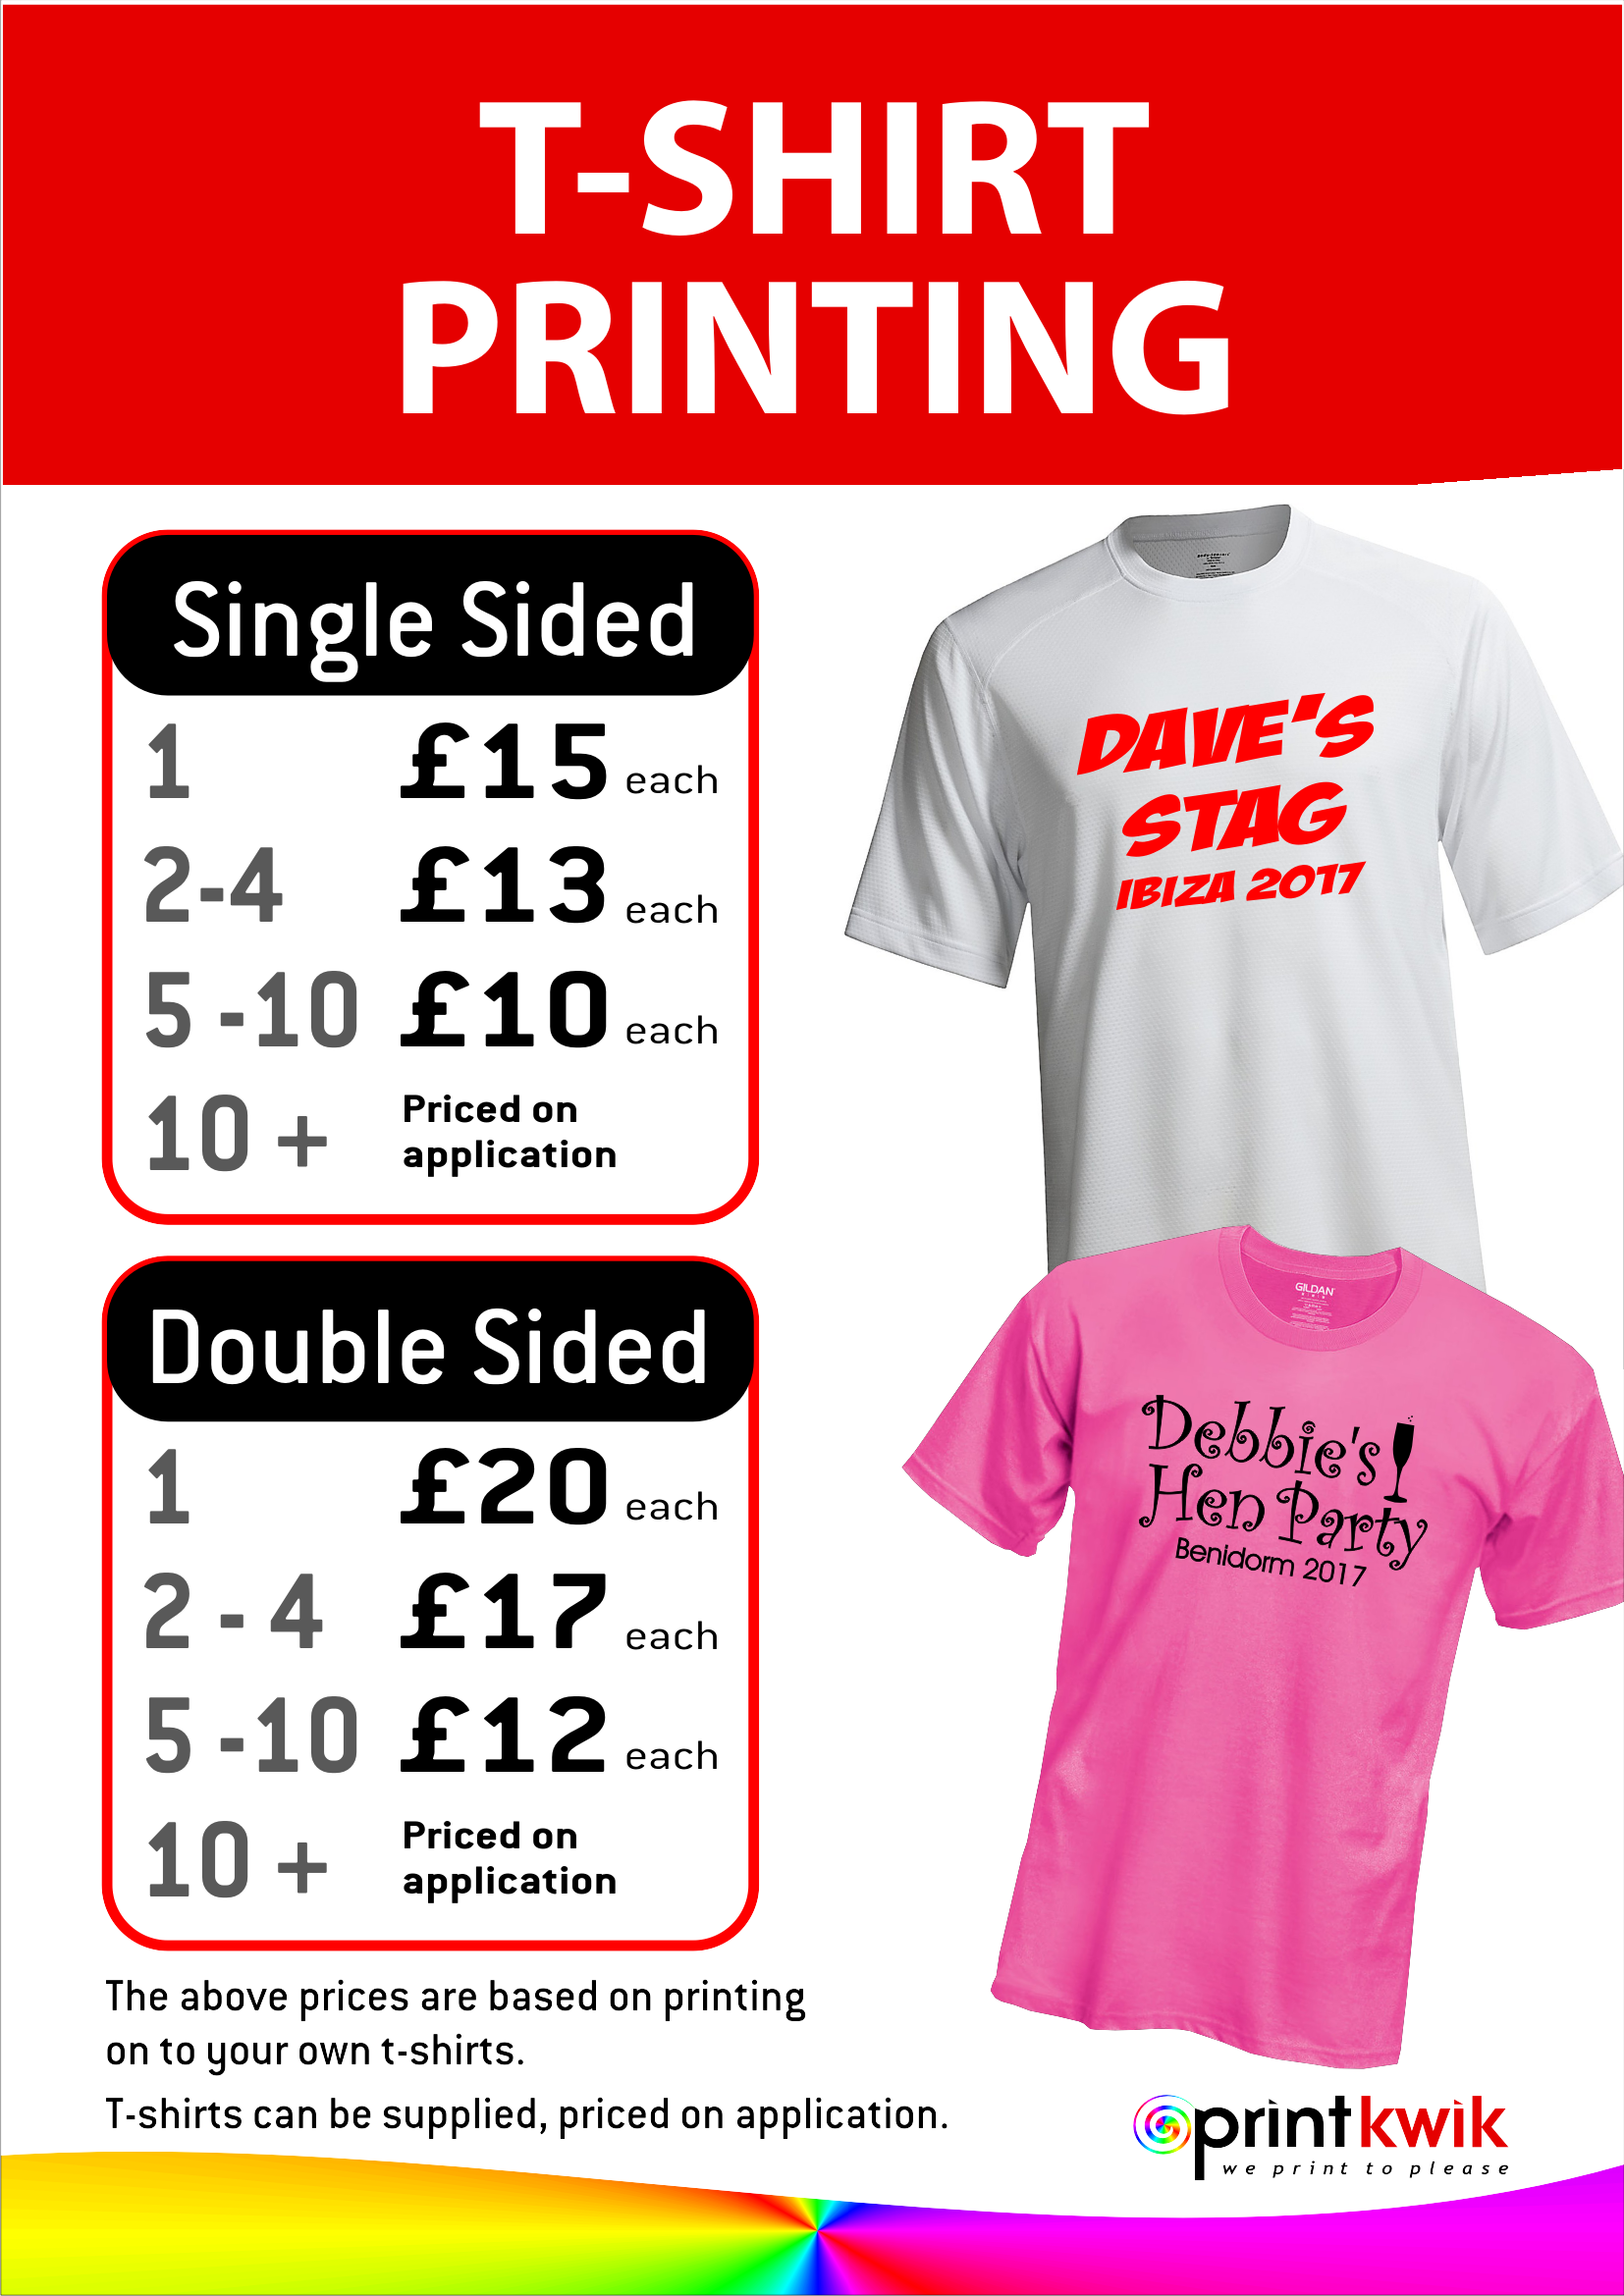 T-SHIRT
PRINTING
Single Sided
1 £15 each
2-4 £13 each
5 -10 £10 each
10 + Priced on
application
Double Sided
1 £20 each
2 - 4 £17 each
5 -10 £12 each
10 + Priced on
application
The above prices are based on printing
on to your own t-shirts.
T-shirts can be supplied, priced on application.
DAVE'S
STAG
IBIZA 2017
GILDAN
Debbie's
Hen Party
Benidorm 2017
printkwik
we print to please